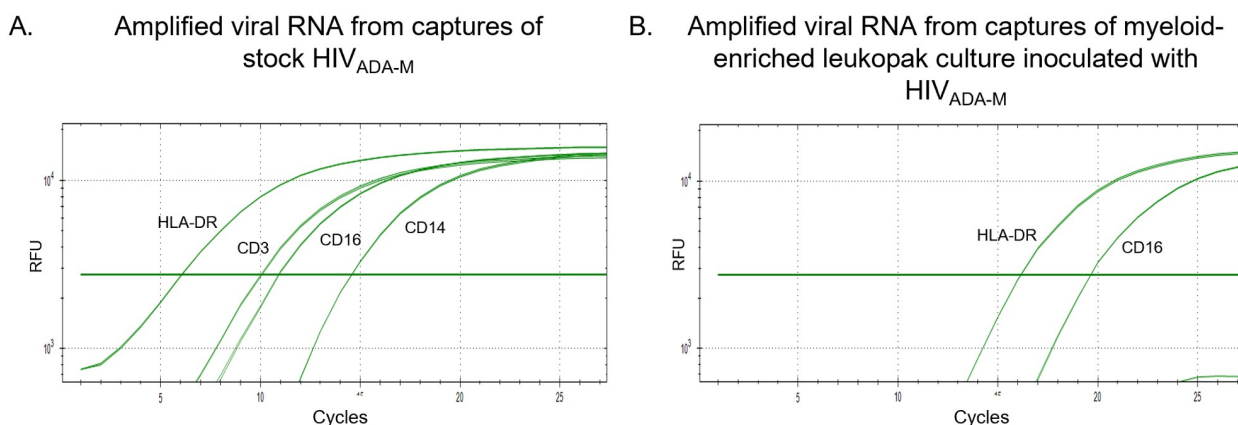 A. Amplified viral RNA from captures of
stock HIVADA-M
RFU
10⁴
10³
HLA-DR
CD3
CD16
CD14
5
10
20
25
Cycles
B. Amplified viral RNA from captures of myeloid-
enriched leukopak culture inoculated with
HIVADA-M
RFU
10⁴
10³
HLA-DR
CD16
5
10
20
25
Cycles